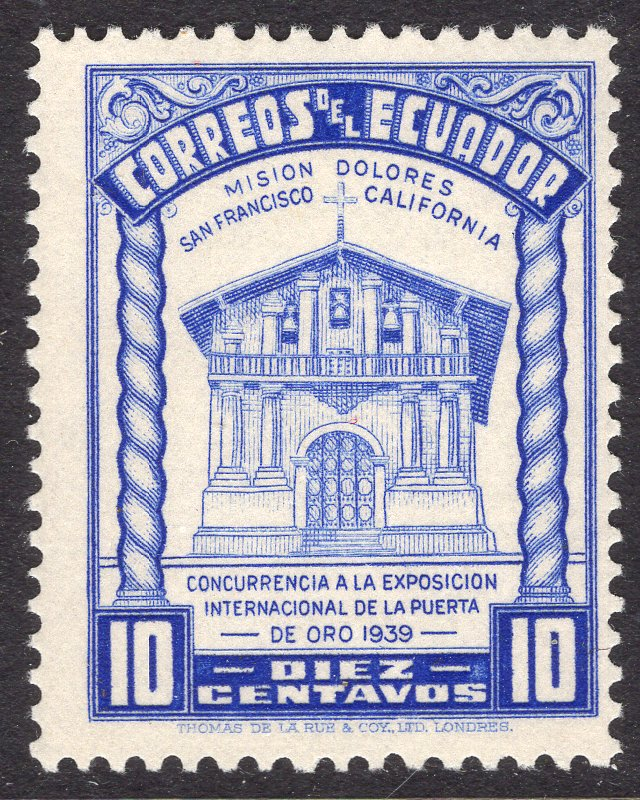 CORREOS DEL ECUADOR
MISION DOLORES
SAN FRANCISCO CALIFORNIA
CONCURRENCIA A LA EXPOSICION
INTERNACIONAL DE LA PUERTA
— DE ORO 1939 —
10 — DIEZ — 10
CENTAVOS
THOMAS DE LA RUE & COY., LTD. LONDRES.